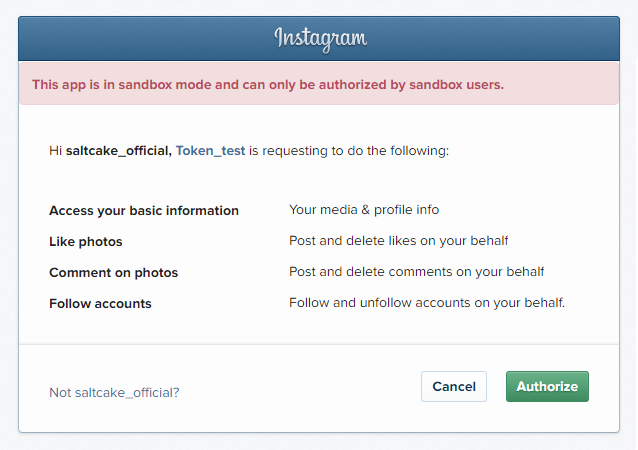 Instagram
This app is in sandbox mode and can only be authorized by sandbox users.
Hi saltcake_official, Token_test is requesting to do the following:
Access your basic information Your media & profile info
Like photos Post and delete likes on your behalf
Comment on photos Post and delete comments on your behalf
Follow accounts Follow and unfollow accounts on your behalf.
Not saltcake_official? Cancel Authorize